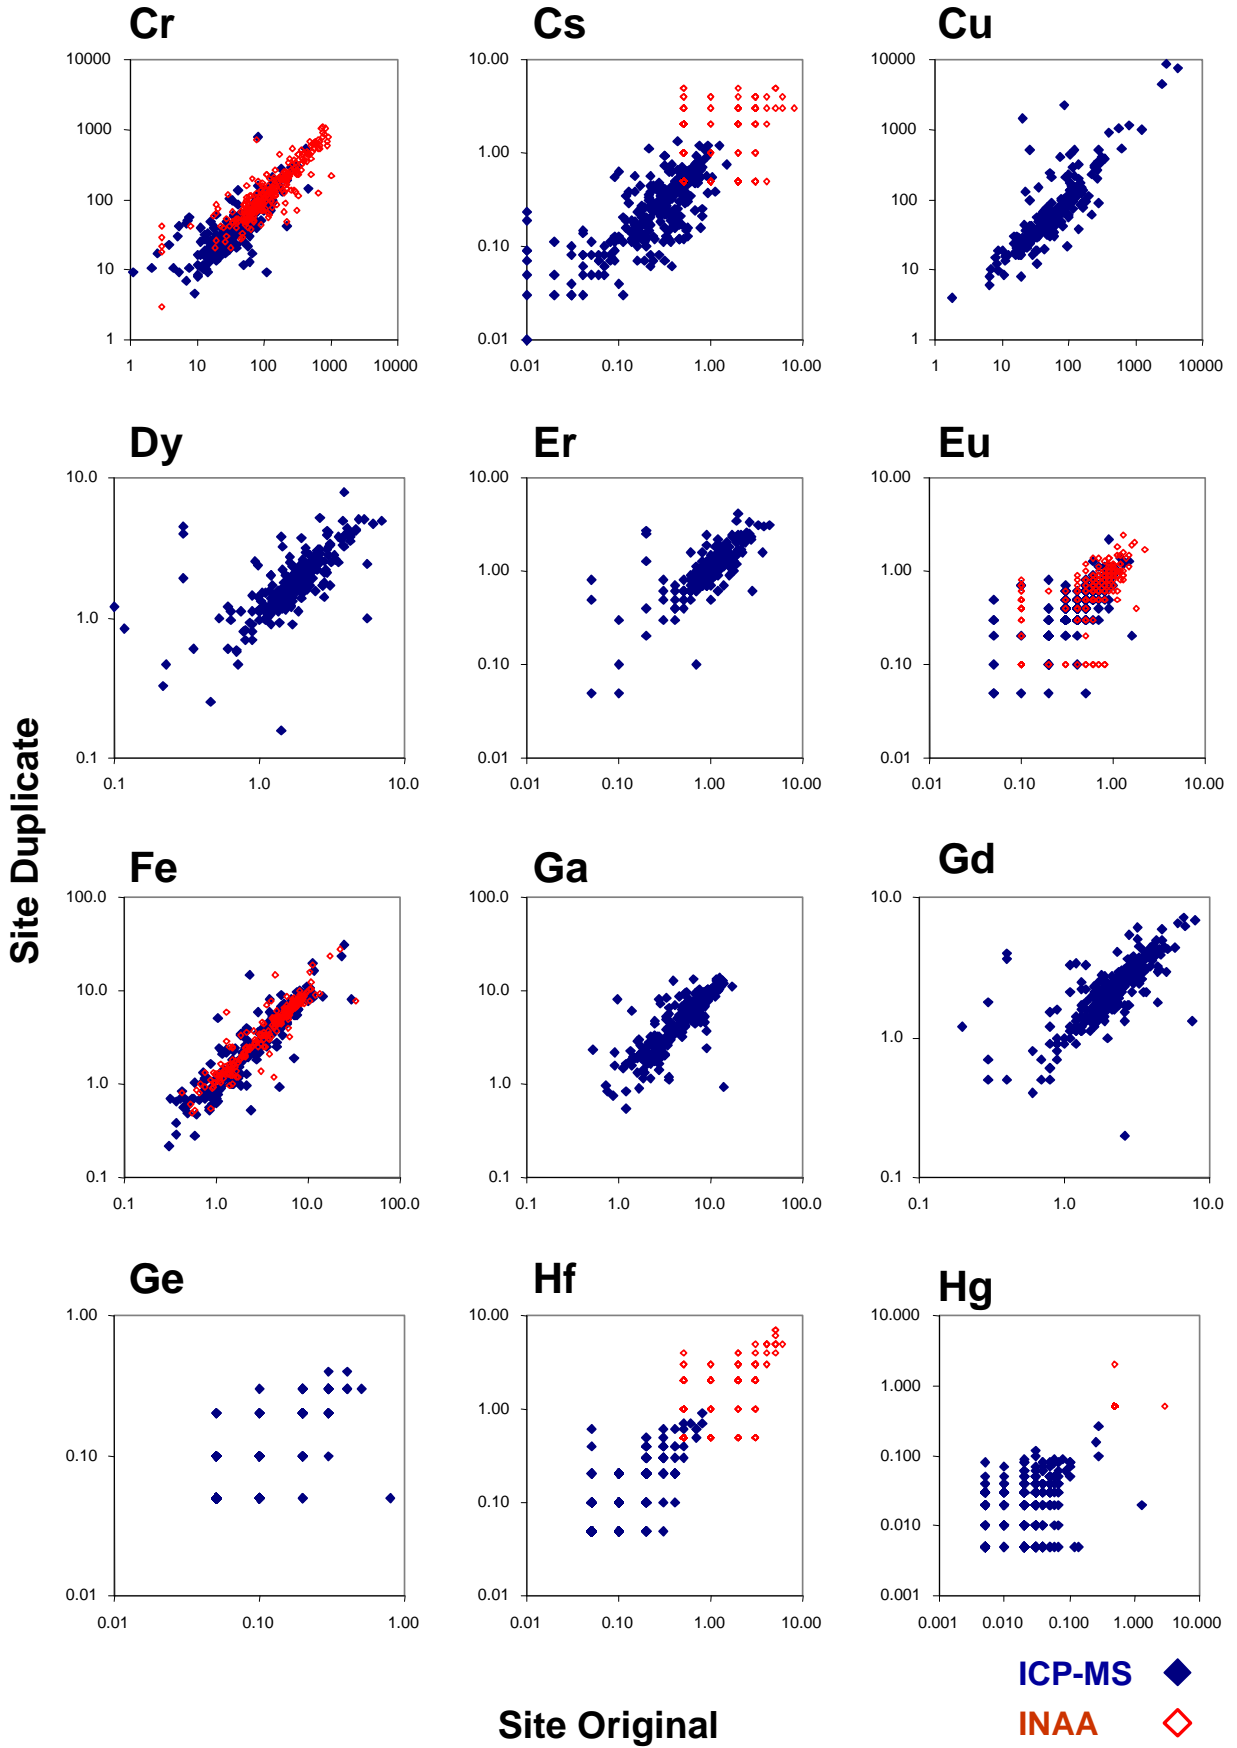 Cr
10000
1000
100
10
1
1 10 100 1000 10000
Cs
10.00
1.00
0.10
0.01
0.01 0.10 1.00 10.00
Cu
10000
1000
100
10
1
1 10 100 1000 10000
Dy
10.0
1.0
0.1
0.1 1.0 10.0
Er
10.00
1.00
0.10
0.01
0.01 0.10 1.00 10.00
Eu
10.00
1.00
0.10
0.01
0.01 0.10 1.00 10.00
Site Duplicate
Fe
100.0
10.0
1.0
0.1
0.1 1.0 10.0 100.0
Ga
100.0
10.0
1.0
0.1
0.1 1.0 10.0 100.0
Gd
10.0
1.0
0.1
0.1 1.0 10.0
Ge
1.00
0.10
0.01
0.01 0.10 1.00
Hf
10.00
1.00
0.10
0.01
0.01 0.10 1.00 10.00
Hg
10.000
1.000
0.100
0.010
0.001
0.001 0.010 0.100 1.000 10.000
ICP-MS
INAA
Site Original